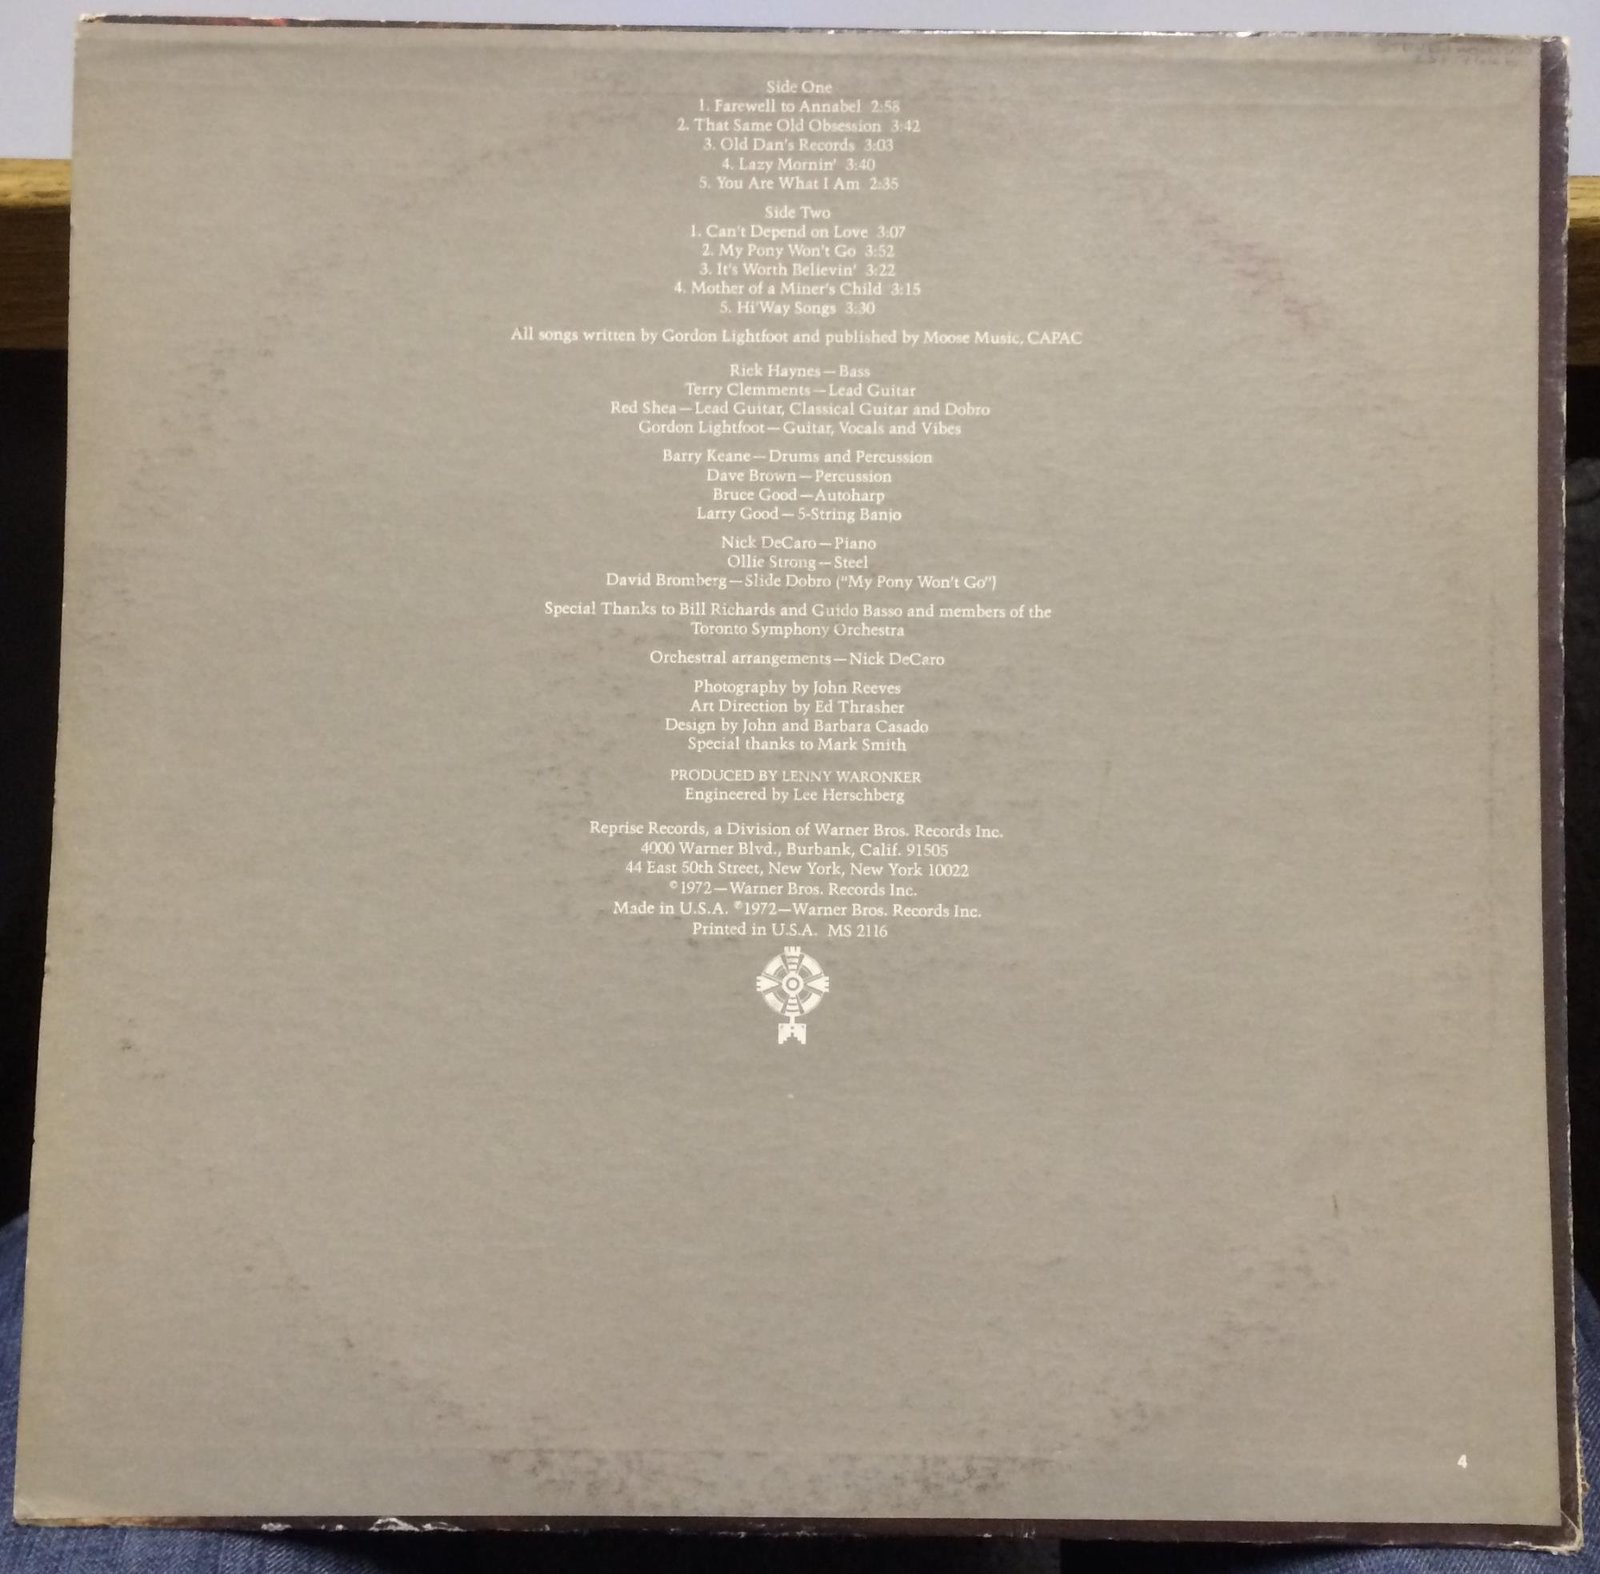 Side One
1. Farewell to Annabel 2:58
2. That Same Old Obsession 3:42
3. Old Dan's Records 3:03
4. Lazy Mornin' 3:40
5. You Are What I Am 2:35
Side Two
1. Can't Depend on Love 3:07
2. My Pony Won't Go 3:52
3. It's Worth Believin' 3:22
4. Mother of a Miner's Child 3:15
5. Hi'Way Songs 3:30
All songs written by Gordon Lightfoot and published by Moose Music, CAPAC
Rick Haynes—Bass
Terry Clemments—Lead Guitar
Red Shea—Lead Guitar, Classical Guitar and Dobro
Gordon Lightfoot—Guitar, Vocals and Vibes
Barry Keane—Drums and Percussion
Dave Brown—Percussion
Bruce Good—Autoharp
Larry Good—5-String Banjo
Nick DeCaro—Piano
Ollie Strong—Steel
David Bromberg—Slide Dobro ("My Pony Won't Go")
Special Thanks to Bill Richards and Guido Basso and members of the
Toronto Symphony Orchestra
Orchestral arrangements—Nick DeCaro
Photography by John Reeves
Art Direction by Ed Thrasher
Design by John and Barbara Casado
Special thanks to Mark Smith
PRODUCED BY LENNY WARONKER
Engineered by Lee Herschberg
Reprise Records, a Division of Warner Bros. Records Inc.
4000 Warner Blvd., Burbank, Calif. 91505
44 East 50th Street, New York, New York 10022
©1972—Warner Bros. Records Inc.
Made in U.S.A. ℗1972—Warner Bros. Records Inc.
Printed in U.S.A. MS 2116
4